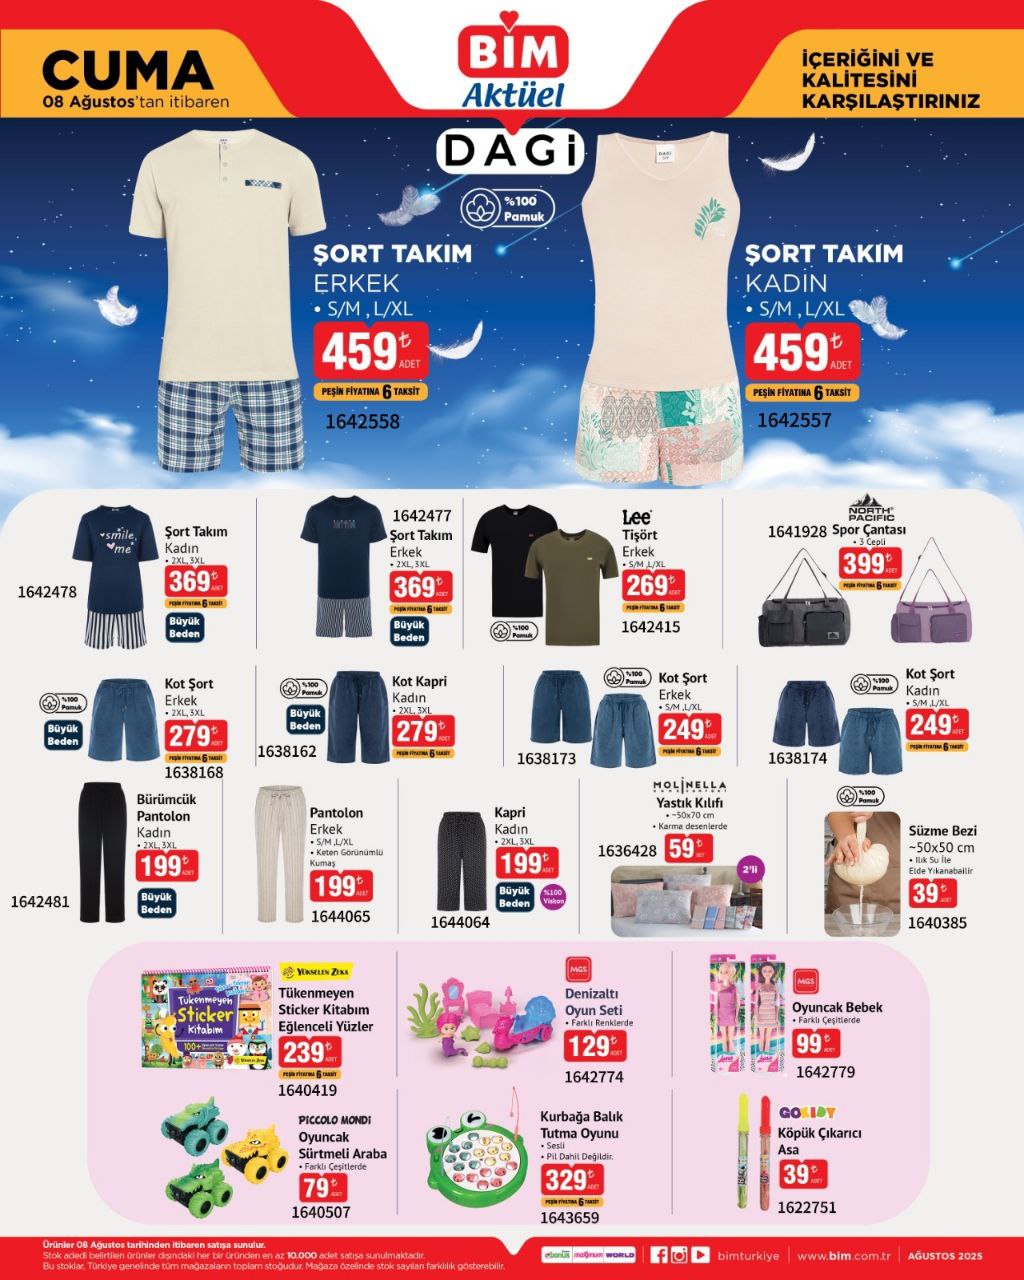 CUMA
08 Ağustos'tan itibaren
BİM
Aktüel
İÇERİĞİNİ VE
KALİTESİNİ
KARŞILAŞTIRINIZ
DAGİ
%100
Pamuk
ŞORT TAKIM
ERKEK
• S/M , L/XL
459₺
ADET
PEŞİN FİYATINA 6 TAKSİT
1642558
DAGİ
ŞORT TAKIM
KADIN
• S/M , L/XL
459₺
ADET
PEŞİN FİYATINA 6 TAKSİT
1642557
smile
me
Şort Takım
Kadın
• 2XL, 3XL
369₺
ADET
PEŞİN FİYATINA 6 TAKSİT
Büyük
Beden
1642478
1642477
Şort Takım
Erkek
• 2XL, 3XL
369₺
ADET
PEŞİN FİYATINA 6 TAKSİT
Büyük
Beden
Lee
Tişört
Erkek
• S/M ,L/XL
269₺
ADET
PEŞİN FİYATINA 6 TAKSİT
%100
Pamuk
1642415
NORTH
PACIFIC
1641928
Spor Çantası
• 3 Cepli
399₺
ADET
PEŞİN FİYATINA 6 TAKSİT
%100
Pamuk
Büyük
Beden
Kot Şort
Erkek
• 2XL, 3XL
279₺
ADET
PEŞİN FİYATINA 6 TAKSİT
1638168
%100
Pamuk
Büyük
Beden
1638162
Kot Kapri
Kadın
• 2XL, 3XL
279₺
ADET
PEŞİN FİYATINA 6 TAKSİT
%100
Pamuk
Kot Şort
Erkek
• S/M ,L/XL
249₺
ADET
PEŞİN FİYATINA 6 TAKSİT
1638173
%100
Pamuk
Kot Şort
Kadın
• S/M ,L/XL
249₺
ADET
PEŞİN FİYATINA 6 TAKSİT
1638174
Bürümcük
Pantolon
Kadın
• 2XL, 3XL
199₺
ADET
Büyük
Beden
1642481
Pantolon
Erkek
• S/M ,L/XL
• Keten Görünümlü
Kumaş
199₺
ADET
1644065
Kapri
Kadın
• 2XL, 3XL
199₺
ADET
Büyük
Beden
%100
Viskon
1644064
MOLINELLA
Yastık Kılıfı
• ~50x70 cm
• Karma desenlerde
1636428
59₺
2'li
%100
Pamuk
Süzme Bezi
~50x50 cm
• Ilık Su İle
Elde Yıkanabailir
39₺
ADET
1640385
Tükenmeyen
Sticker
Kitabım
100+
YÜKSELEN ZEKA
Tükenmeyen
Sticker Kitabım
Eğlenceli Yüzler
239₺
ADET
PEŞİN FİYATINA 6 TAKSİT
1640419
MGS
Denizaltı
Oyun Seti
• Farklı Renklerde
129₺
ADET
1642774
MGS
Oyuncak Bebek
• Farklı Çeşitlerde
99₺
ADET
1642779
PICCOLO MONDI
Oyuncak
Sürtmeli Araba
• Farklı Çeşitlerde
79₺
ADET
1640507
Kurbağa Balık
Tutma Oyunu
• Sesli
• Pil Dahil Değildir.
329₺
ADET
PEŞİN FİYATINA 6 TAKSİT
1643659
GOKIDY
Köpük Çıkarıcı
Asa
39₺
ADET
1622751
Ürünler 08 Ağustos tarihinden itibaren satışa sunulur.
Stok adedi belirtilen ürünler dışındaki her bir üründen en az 10.000 adet satışa sunulmaktadır.
Bu stoklar, Türkiye genelinde tüm mağazaların toplam stoğudur. Mağaza özelinde stok sayıları farklılık gösterebilir.
bonus maximum WORLD
bimturkiye
www.bim.com.tr
AĞUSTOS 2025